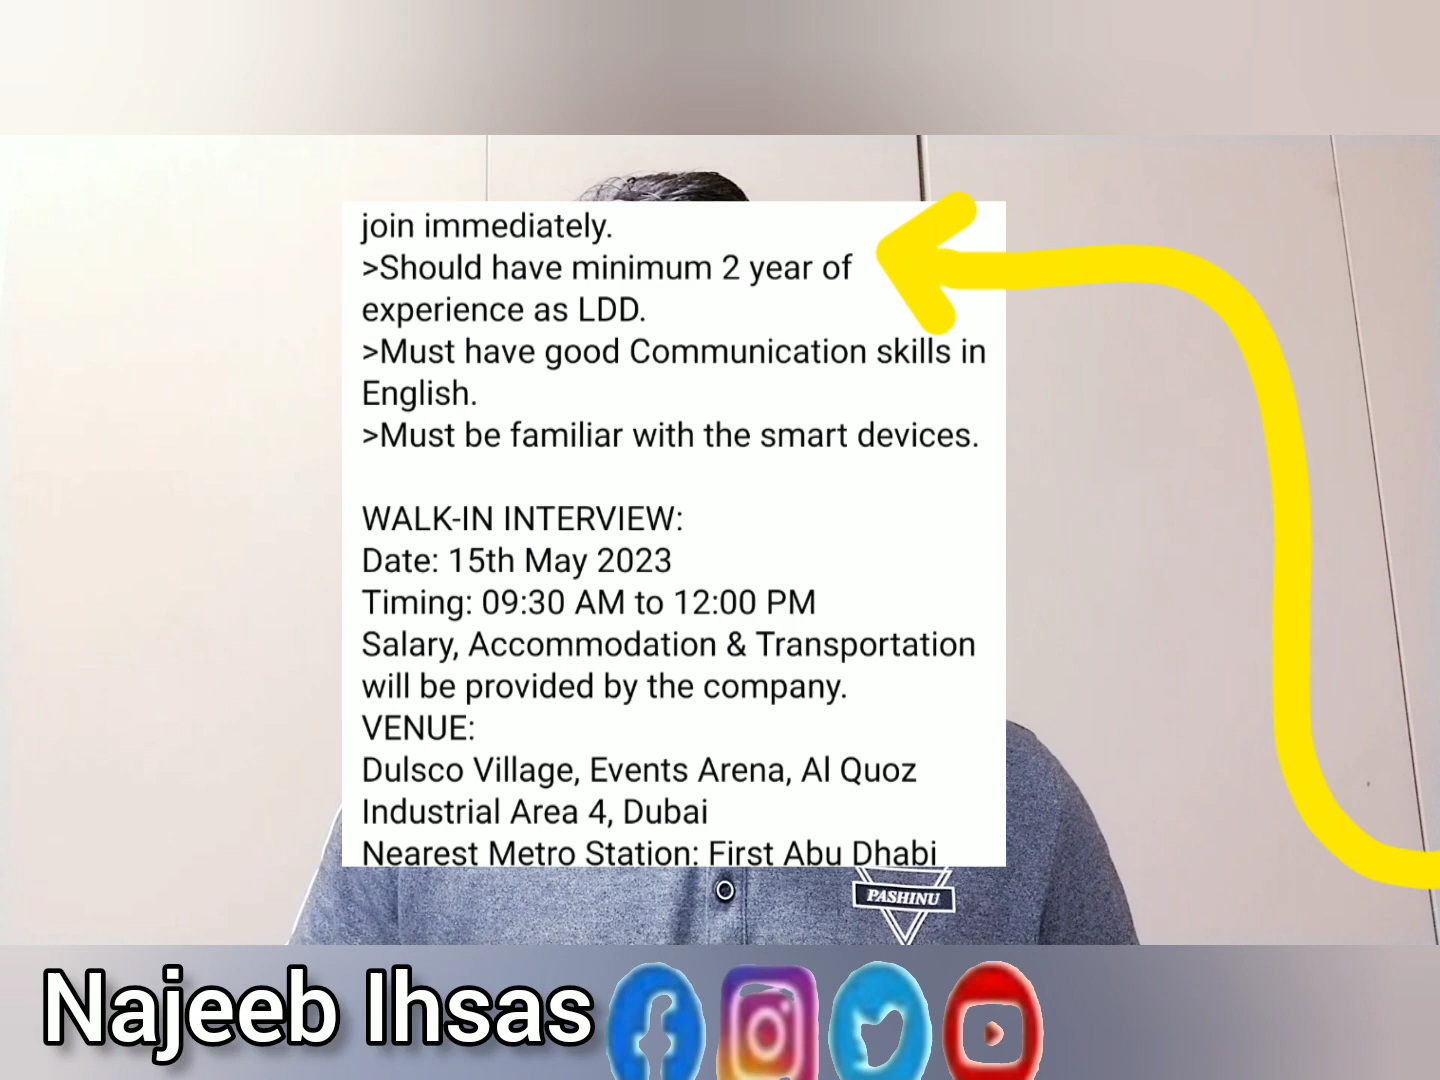 join immediately.
>Should have minimum 2 year of
experience as LDD.
>Must have good Communication skills in
English.
>Must be familiar with the smart devices.
WALK-IN INTERVIEW:
Date: 15th May 2023
Timing: 09:30 AM to 12:00 PM
Salary, Accommodation & Transportation
will be provided by the company.
VENUE:
Dulsco Village, Events Arena, Al Quoz
Industrial Area 4, Dubai
Nearest Metro Station: First Abu Dhabi
PASHINU
Najeeb Ihsas